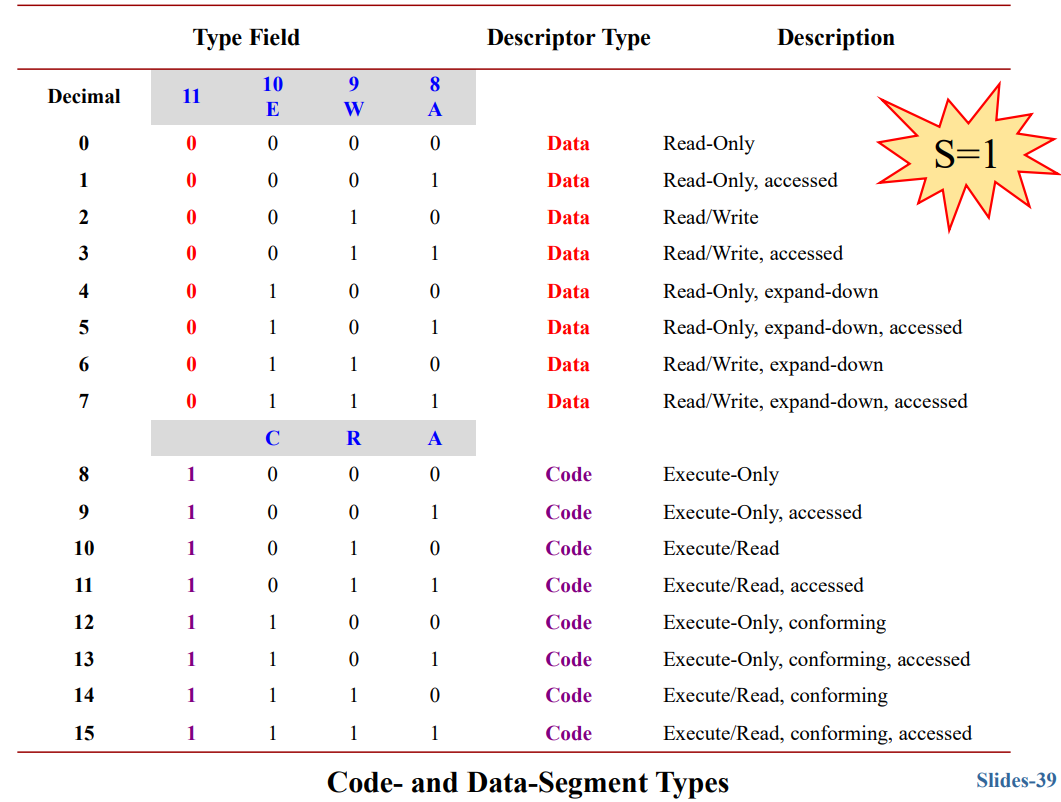 Type Field Descriptor Type Description
Decimal 11 10 9 8
E W A
S=1
0 0 0 0 0 Data Read-Only
1 0 0 0 1 Data Read-Only, accessed
2 0 0 1 0 Data Read/Write
3 0 0 1 1 Data Read/Write, accessed
4 0 1 0 0 Data Read-Only, expand-down
5 0 1 0 1 Data Read-Only, expand-down, accessed
6 0 1 1 0 Data Read/Write, expand-down
7 0 1 1 1 Data Read/Write, expand-down, accessed
C R A
8 1 0 0 0 Code Execute-Only
9 1 0 0 1 Code Execute-Only, accessed
10 1 0 1 0 Code Execute/Read
11 1 0 1 1 Code Execute/Read, accessed
12 1 1 0 0 Code Execute-Only, conforming
13 1 1 0 1 Code Execute-Only, conforming, accessed
14 1 1 1 0 Code Execute/Read, conforming
15 1 1 1 1 Code Execute/Read, conforming, accessed
Code- and Data-Segment Types
Slides-39